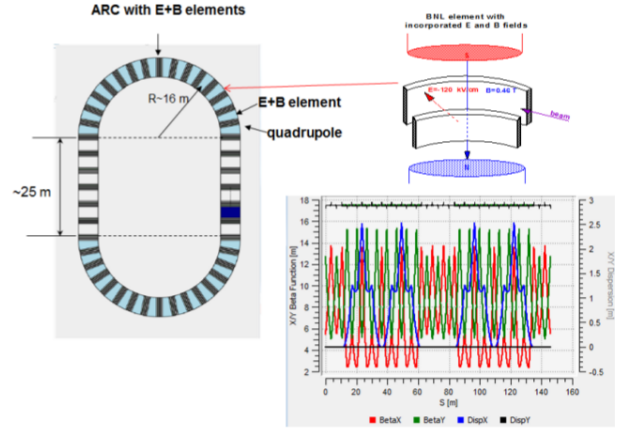 ARC with E+B elements
BNL element with
incorporated E and B fields
R~16 m
E+B element
quadrupole
~25 m
E=-120 kV/cm
B=0.46 T
beam
N
18
16
14
12
10
8
6
4
2
X/Y Beta Function [m]
3
2.5
2
1.5
1
0.5
0
-0.5
X/Y Dispersion [m]
0 20 40 60 80 100 120 140 160
S [m]
BetaX BetaY DispX DispY